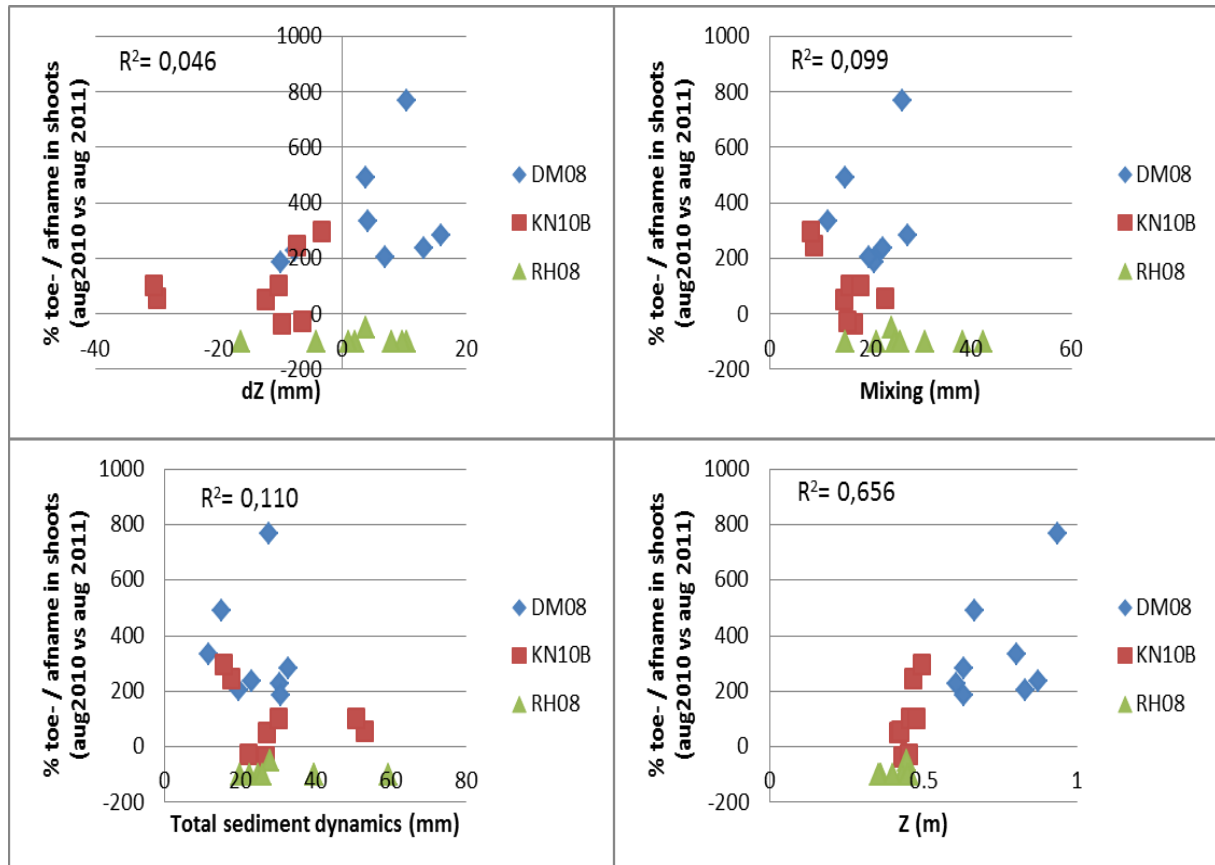 R²= 0,046
% toe- / afname in shoots
(aug2010 vs aug 2011)
1000
800
600
400
200
0
-200
-40
-20
0
20
dZ (mm)
DM08
KN10B
RH08
R²= 0,099
% toe- / afname in shoots
(aug2010 vs aug 2011)
1000
800
600
400
200
0
-200
0
20
40
60
Mixing (mm)
DM08
KN10B
RH08
R²= 0,110
% toe- / afname in shoots
(aug2010 vs aug 2011)
1000
800
600
400
200
0
-200
0
20
40
60
80
Total sediment dynamics (mm)
DM08
KN10B
RH08
R²= 0,656
% toe- / afname in shoots
(aug2010 vs aug 2011)
1000
800
600
400
200
0
-200
0
0.5
1
Z (m)
DM08
KN10B
RH08